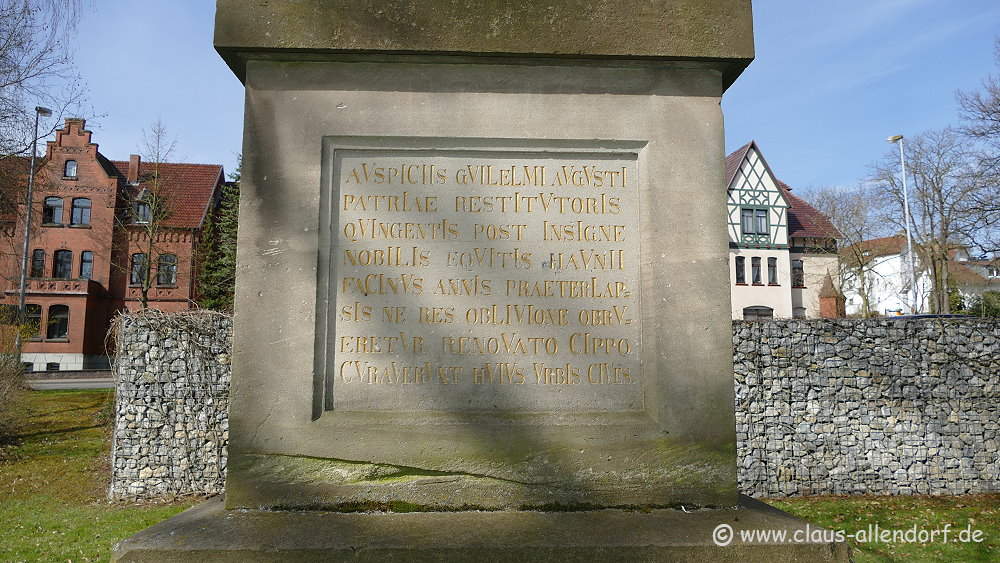 AVSPICIIS GVILELMI AVGVSTI
PATRIAE RESTITVTORIS
QVINGENTIS POST INSIGNE
NOBILIS EQVITIS HAVNII
FACINVS ANNIS PRAETERLAP-
SIS NE RES OBLIVIONE OBRV-
ERETVR RENOVATO CIPPO
CVRAVERVNT HVIVS VRBIS CIVES.
© www.claus-allendorf.de